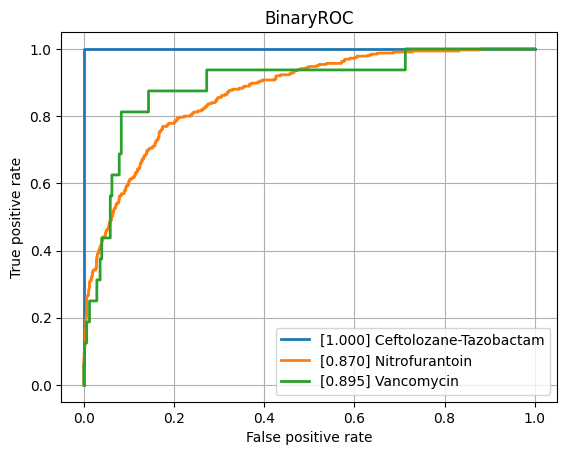 BinaryROC
True positive rate
1.0
0.8
0.6
0.4
0.2
0.0
[1.000] Ceftolozane-Tazobactam
[0.870] Nitrofurantoin
[0.895] Vancomycin
0.0 0.2 0.4 0.6 0.8 1.0
False positive rate